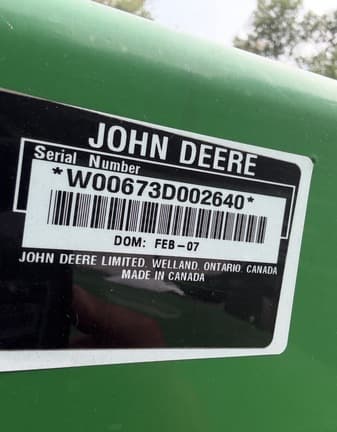 JOHN DEERE
Serial Number
*W00673D002640*
DOM: FEB-07
JOHN DEERE LIMITED, WELLAND, ONTARIO, CANADA
MADE IN CANADA